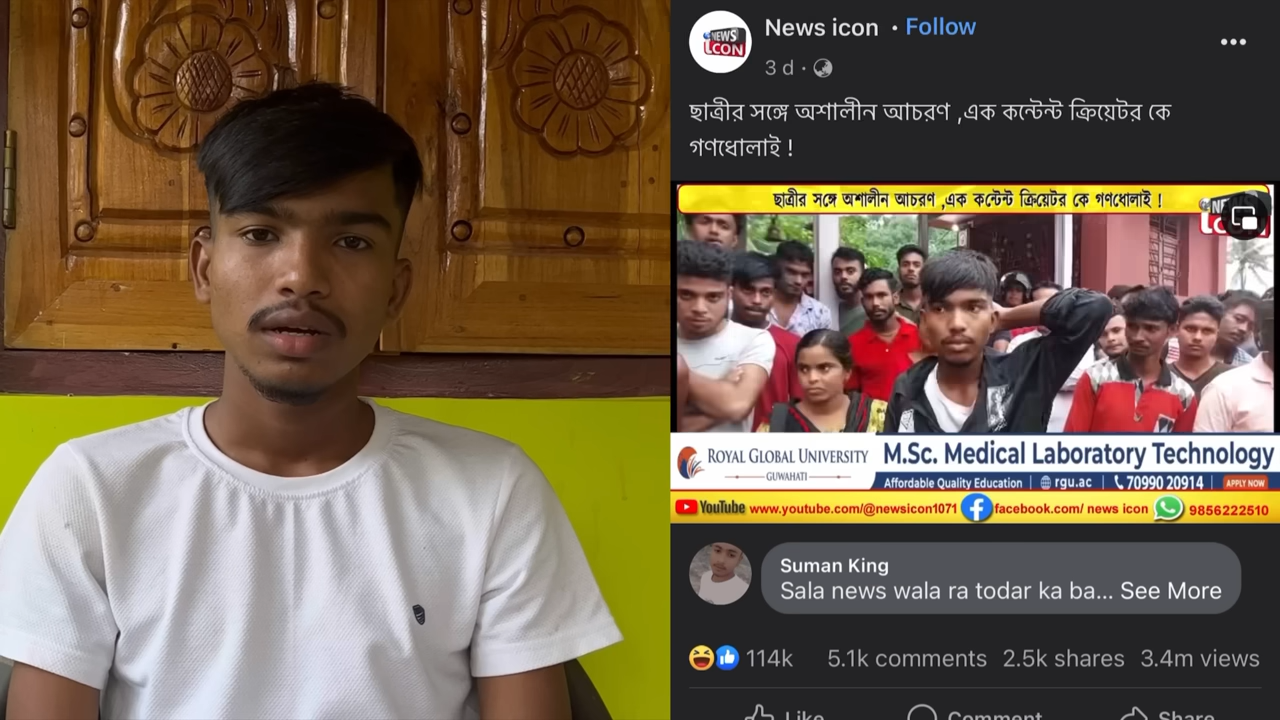 News icon · Follow
3 d ·
ছাত্রীর সঙ্গে অশালীন আচরণ ,এক কন্টেন্ট ক্রিয়েটর কে
গণধোলাই !
ছাত্রীর সঙ্গে অশালীন আচরণ ,এক কন্টেন্ট ক্রিয়েটর কে গণধোলাই !
ROYAL GLOBAL UNIVERSITY
GUWAHATI
M.Sc. Medical Laboratory Technology
Affordable Quality Education | rgu.ac | 70990 20914 | APPLY NOW
YouTube www.youtube.com/@newsicon1071 facebook.com/ news icon 9856222510
Suman King
Sala news wala ra todar ka ba... See More
114k 5.1k comments 2.5k shares 3.4m views
Like Comment Share